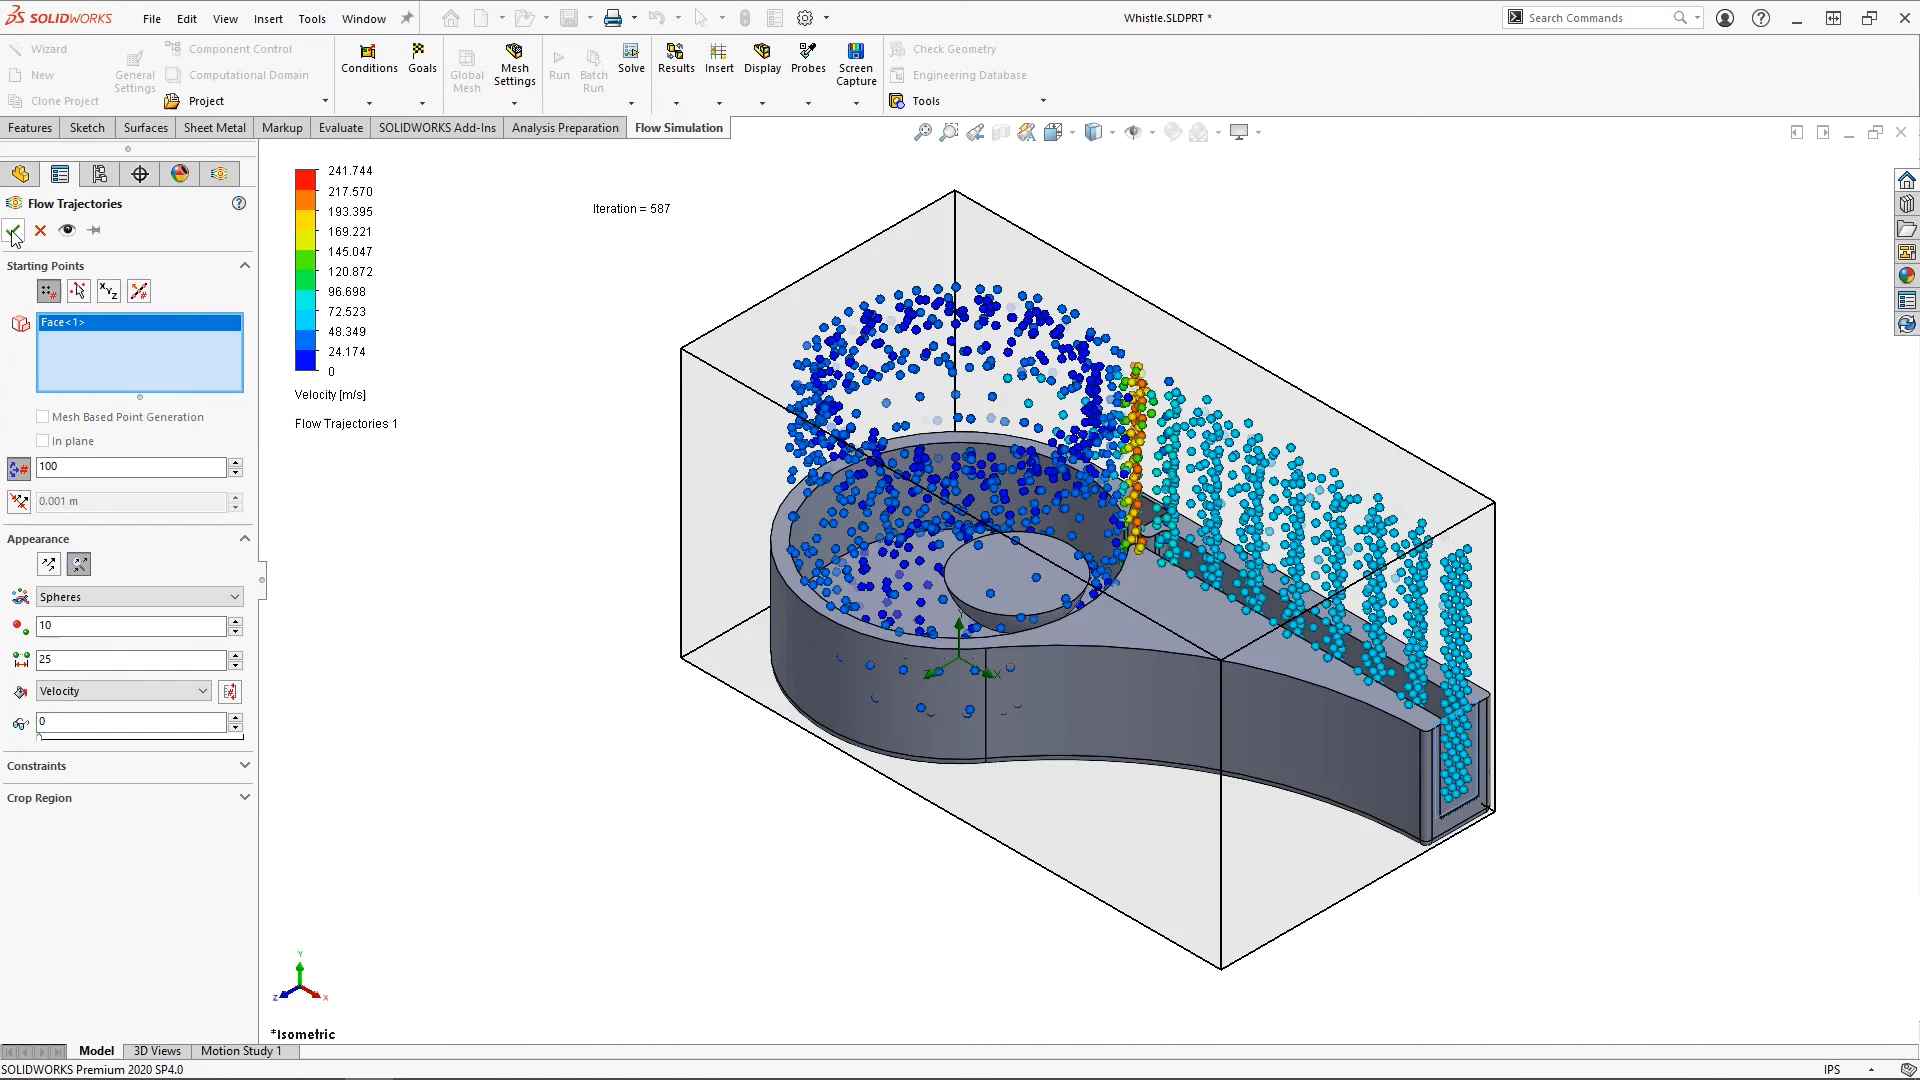 SOLIDWORKS File Edit View Insert Tools Window Whistle.SLDPRT * Search Commands
Wizard
New
Clone Project
General Settings
Component Control
Computational Domain
Project
Conditions
Goals
Global Mesh
Mesh Settings
Run
Batch Run
Solve
Results
Insert
Display
Probes
Screen Capture
Check Geometry
Engineering Database
Tools
Features Sketch Surfaces Sheet Metal Markup Evaluate SOLIDWORKS Add-Ins Analysis Preparation Flow Simulation
Flow Trajectories
Starting Points
Face<1>
Mesh Based Point Generation
In plane
100
0.001 m
Appearance
Spheres
10
25
Velocity
0
Constraints
Crop Region
241.744
217.570
193.395
169.221
145.047
120.872
96.698
72.523
48.349
24.174
0
Velocity [m/s]
Flow Trajectories 1
Iteration = 587
Y
Z
X
Y
Z
X
*Isometric
Model 3D Views Motion Study 1
SOLIDWORKS Premium 2020 SP4.0
IPS